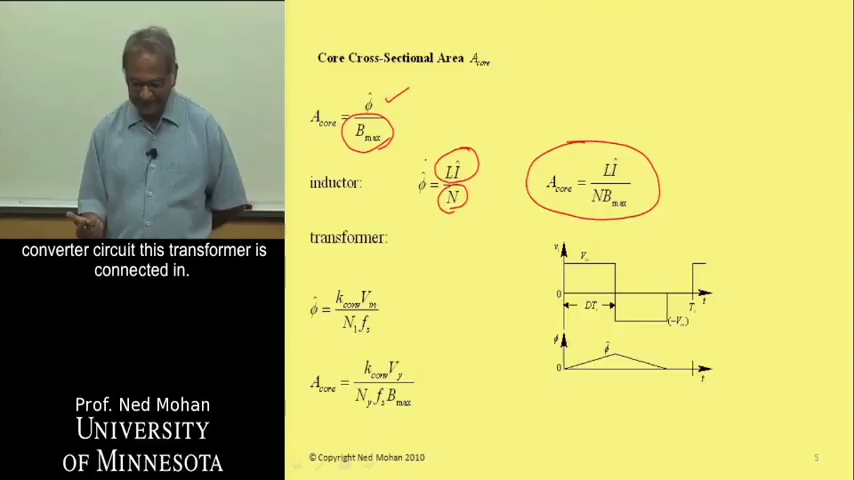 converter circuit this transformer is
connected in.
Prof. Ned Mohan
UNIVERSITY
OF MINNESOTA
Core Cross-Sectional Area A_core
A_core = φ̂ / B_max
inductor:
φ̂ = LÎ / N
A_core = LÎ / NB_max
transformer:
φ̂ = k_conv V_in / N_1 f_s
A_core = k_conv V_y / N_y f_s B_max
V_in
0
DT_s
T_s
t
(-V_in)
φ
φ̂
0
t
© Copyright Ned Mohan 2010
5